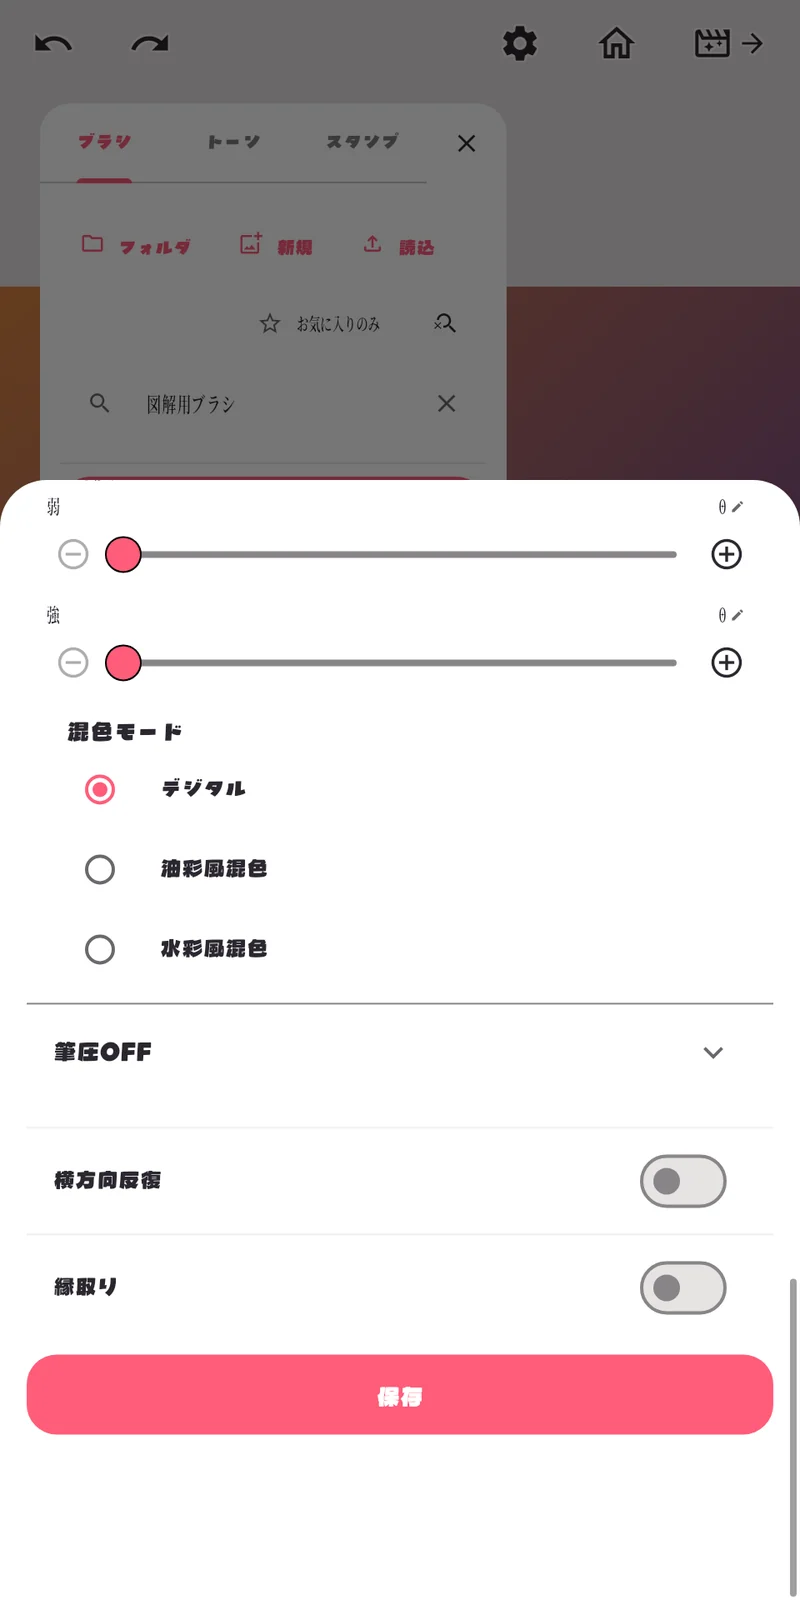 ブラシ トーン スタンプ
フォルダ 新規 読込
お気に入りのみ
図解用ブラシ
弱 0
強 0
混色モード
デジタル
油彩風混色
水彩風混色
筆圧OFF
横方向反復
縁取り
保存